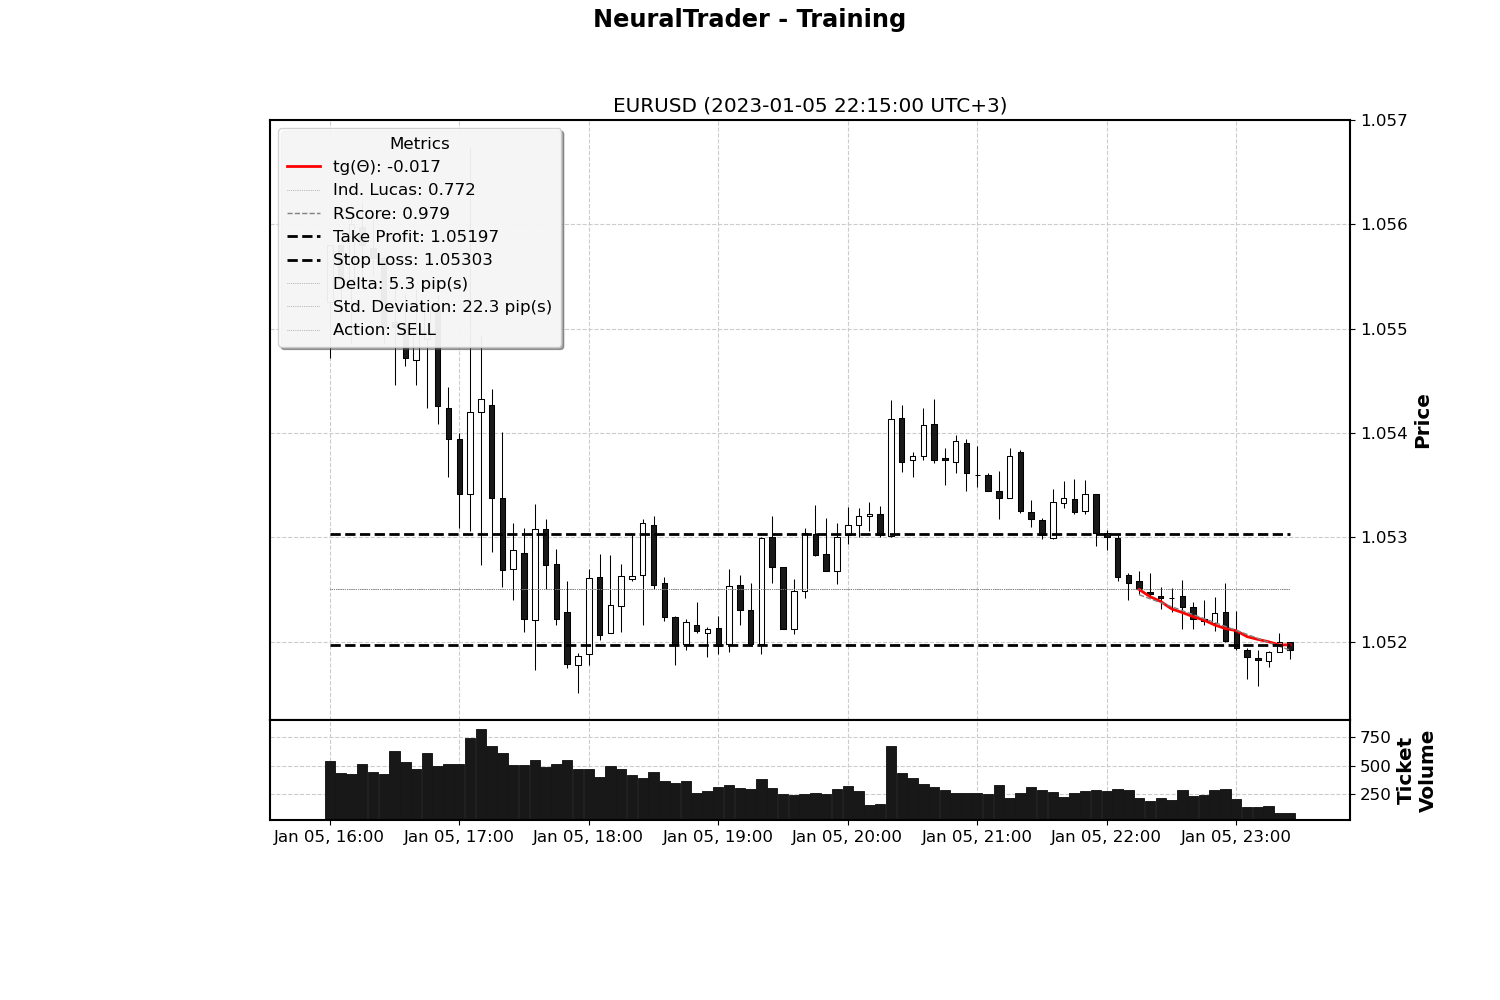 NeuralTrader - Training
EURUSD (2023-01-05 22:15:00 UTC+3)
Metrics
tg(Θ): -0.017
Ind. Lucas: 0.772
RScore: 0.979
Take Profit: 1.05197
Stop Loss: 1.05303
Delta: 5.3 pip(s)
Std. Deviation: 22.3 pip(s)
Action: SELL
1.057
1.056
1.055
1.054
1.053
1.052
Price
750
500
250
Ticket
Volume
Jan 05, 16:00
Jan 05, 17:00
Jan 05, 18:00
Jan 05, 19:00
Jan 05, 20:00
Jan 05, 21:00
Jan 05, 22:00
Jan 05, 23:00